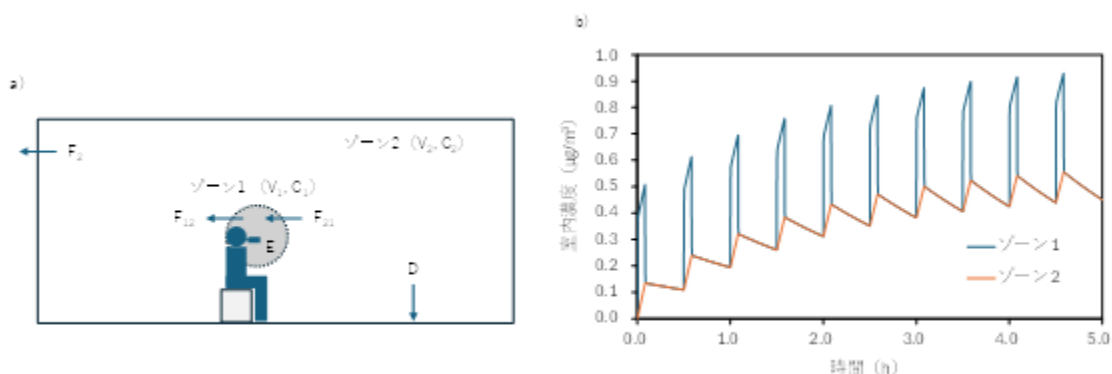 a)
ゾーン2（V₂, C₂）
F₂
ゾーン1（V₁, C₁）
F₁₂
F₂₁
E
D
b)
室内濃度（μg/m³）
1.0
0.9
0.8
0.7
0.6
0.5
0.4
0.3
0.2
0.1
0.0
ゾーン1
ゾーン2
0.0 1.0 2.0 3.0 4.0 5.0
時間（h）